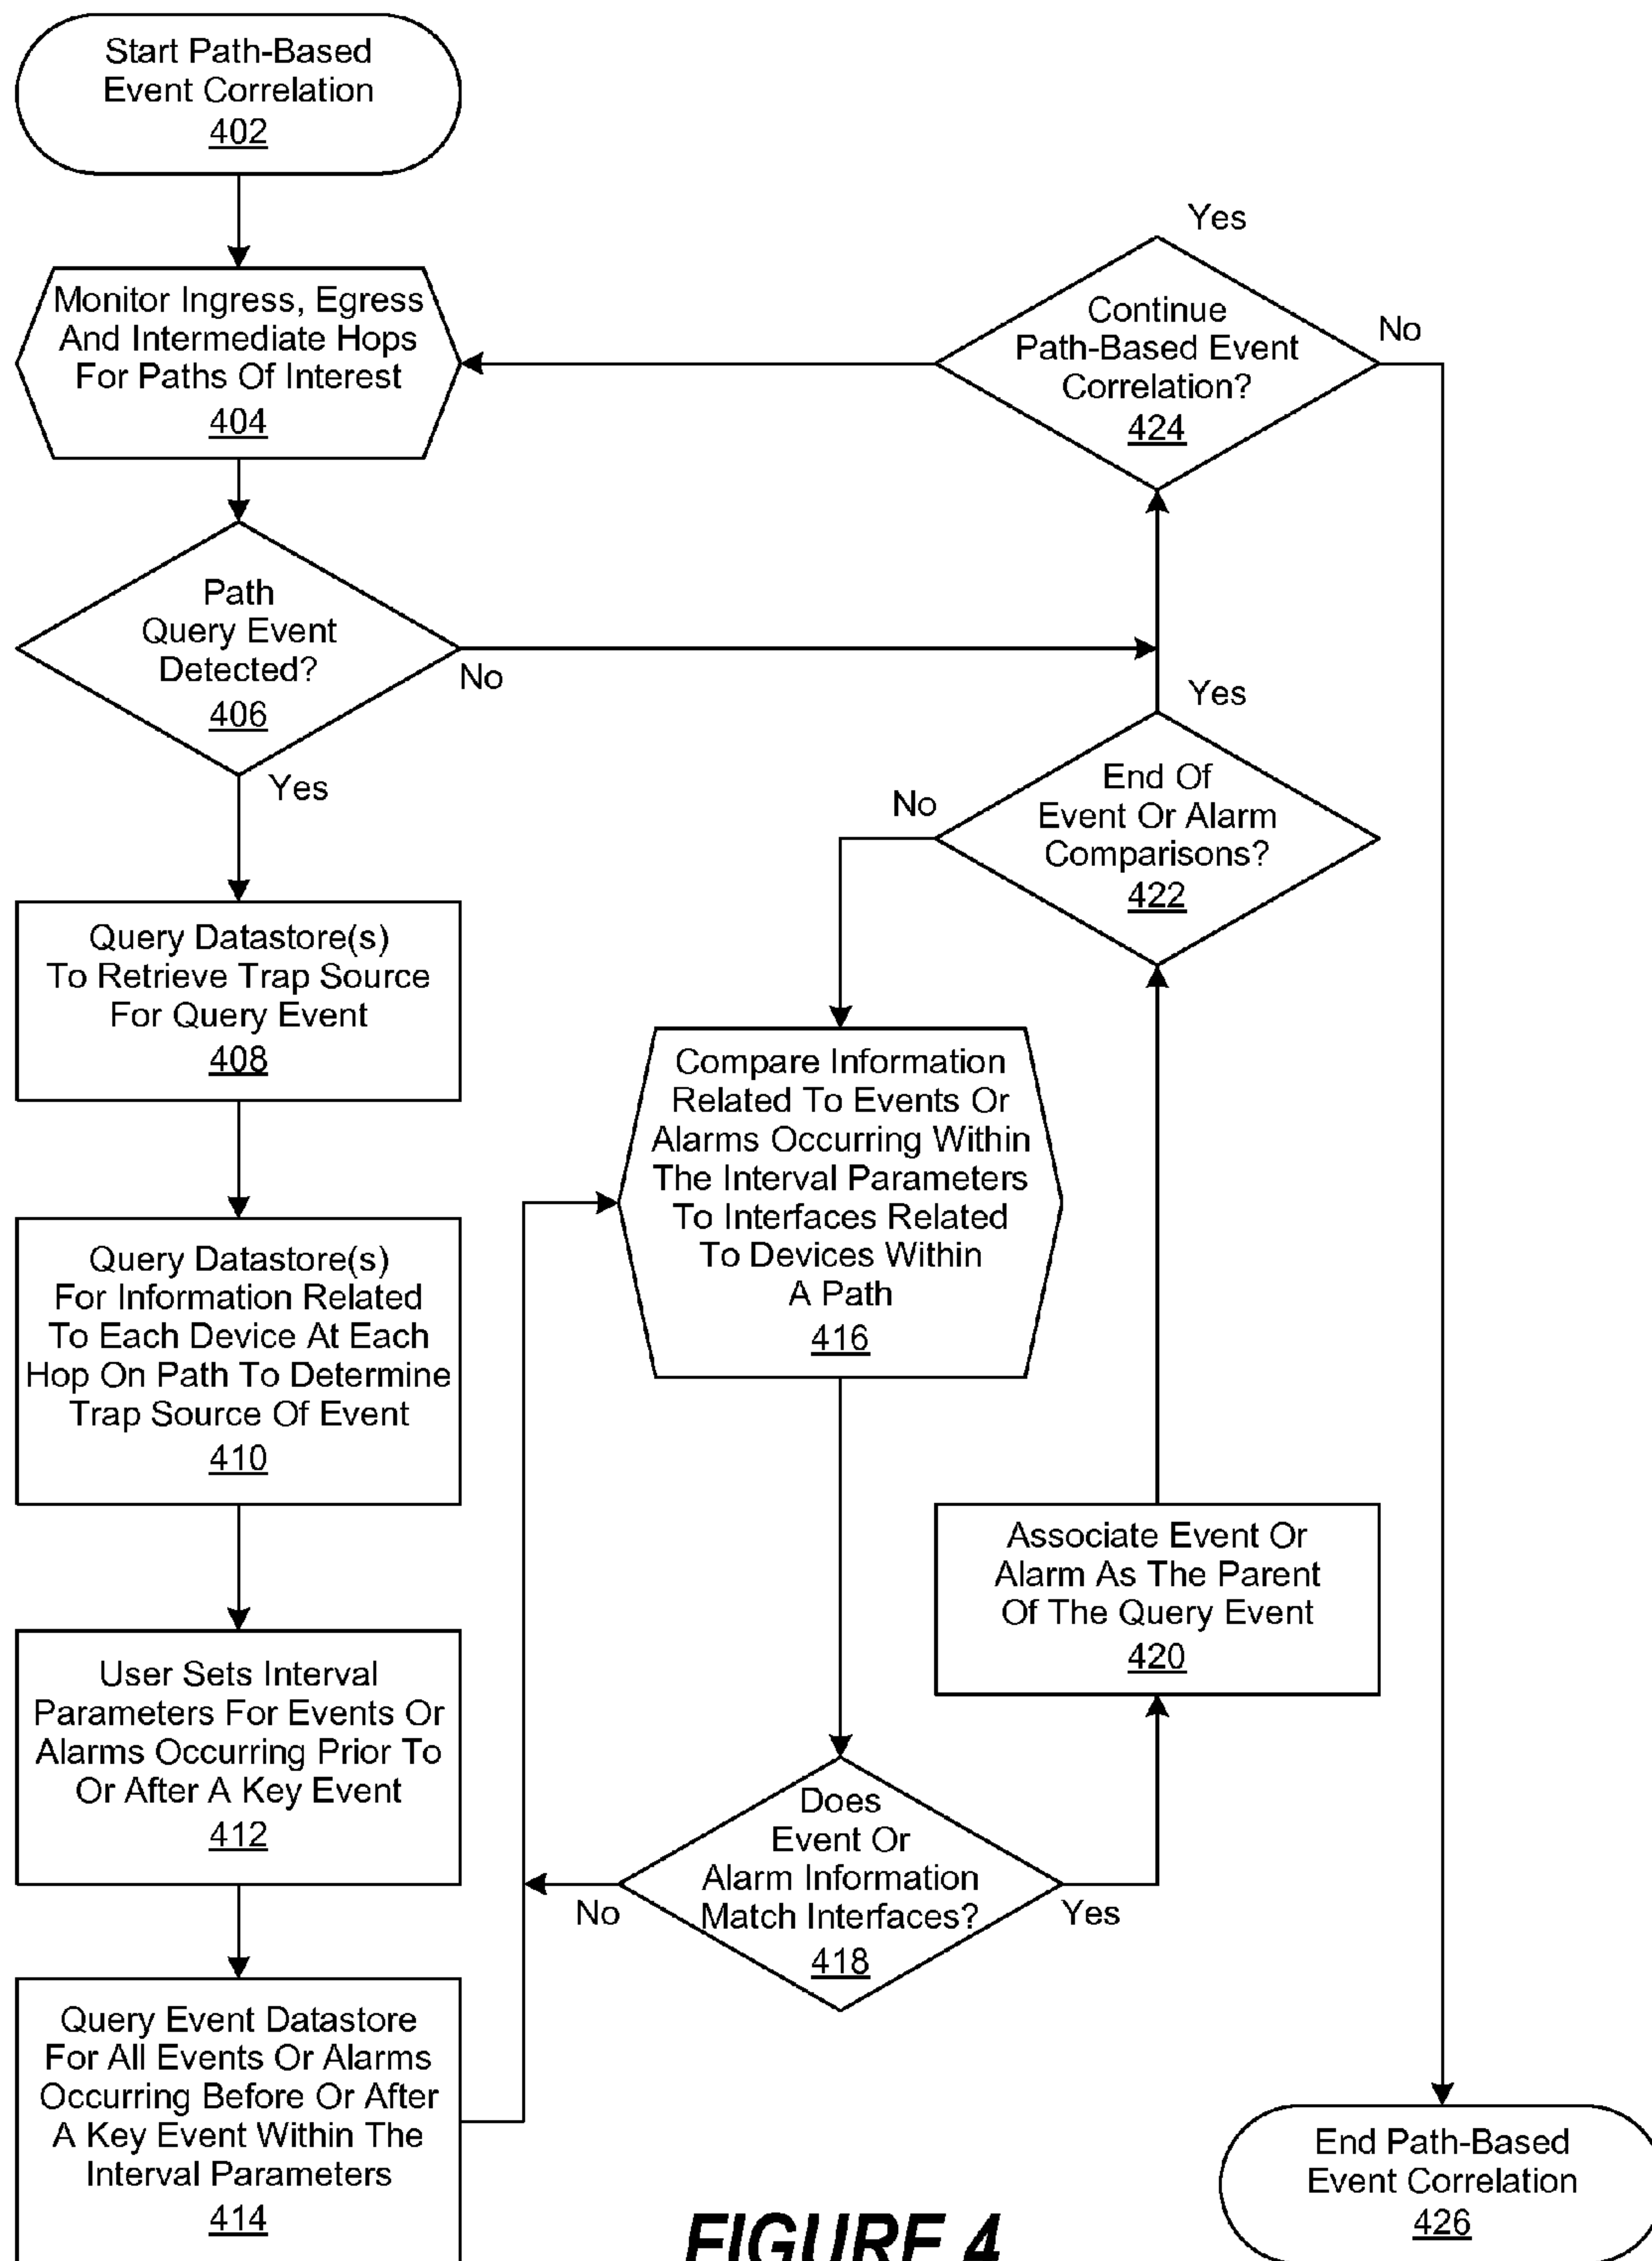 Start Path-Based
Event Correlation
402
Monitor Ingress, Egress
And Intermediate Hops
For Paths Of Interest
404
Path
Query Event
Detected?
406
No
Yes
Query Datastore(s)
To Retrieve Trap Source
For Query Event
408
Query Datastore(s)
For Information Related
To Each Device At Each
Hop On Path To Determine
Trap Source Of Event
410
User Sets Interval
Parameters For Events Or
Alarms Occurring Prior To
Or After A Key Event
412
Query Event Datastore
For All Events Or Alarms
Occurring Before Or After
A Key Event Within The
Interval Parameters
414
Compare Information
Related To Events Or
Alarms Occurring Within
The Interval Parameters
To Interfaces Related
To Devices Within
A Path
416
Does
Event Or
Alarm Information
Match Interfaces?
418
No
Yes
Associate Event Or
Alarm As The Parent
Of The Query Event
420
End Of
Event Or Alarm
Comparisons?
422
No
Yes
Continue
Path-Based Event
Correlation?
424
Yes
No
End Path-Based
Event Correlation
426
FIGURE 4